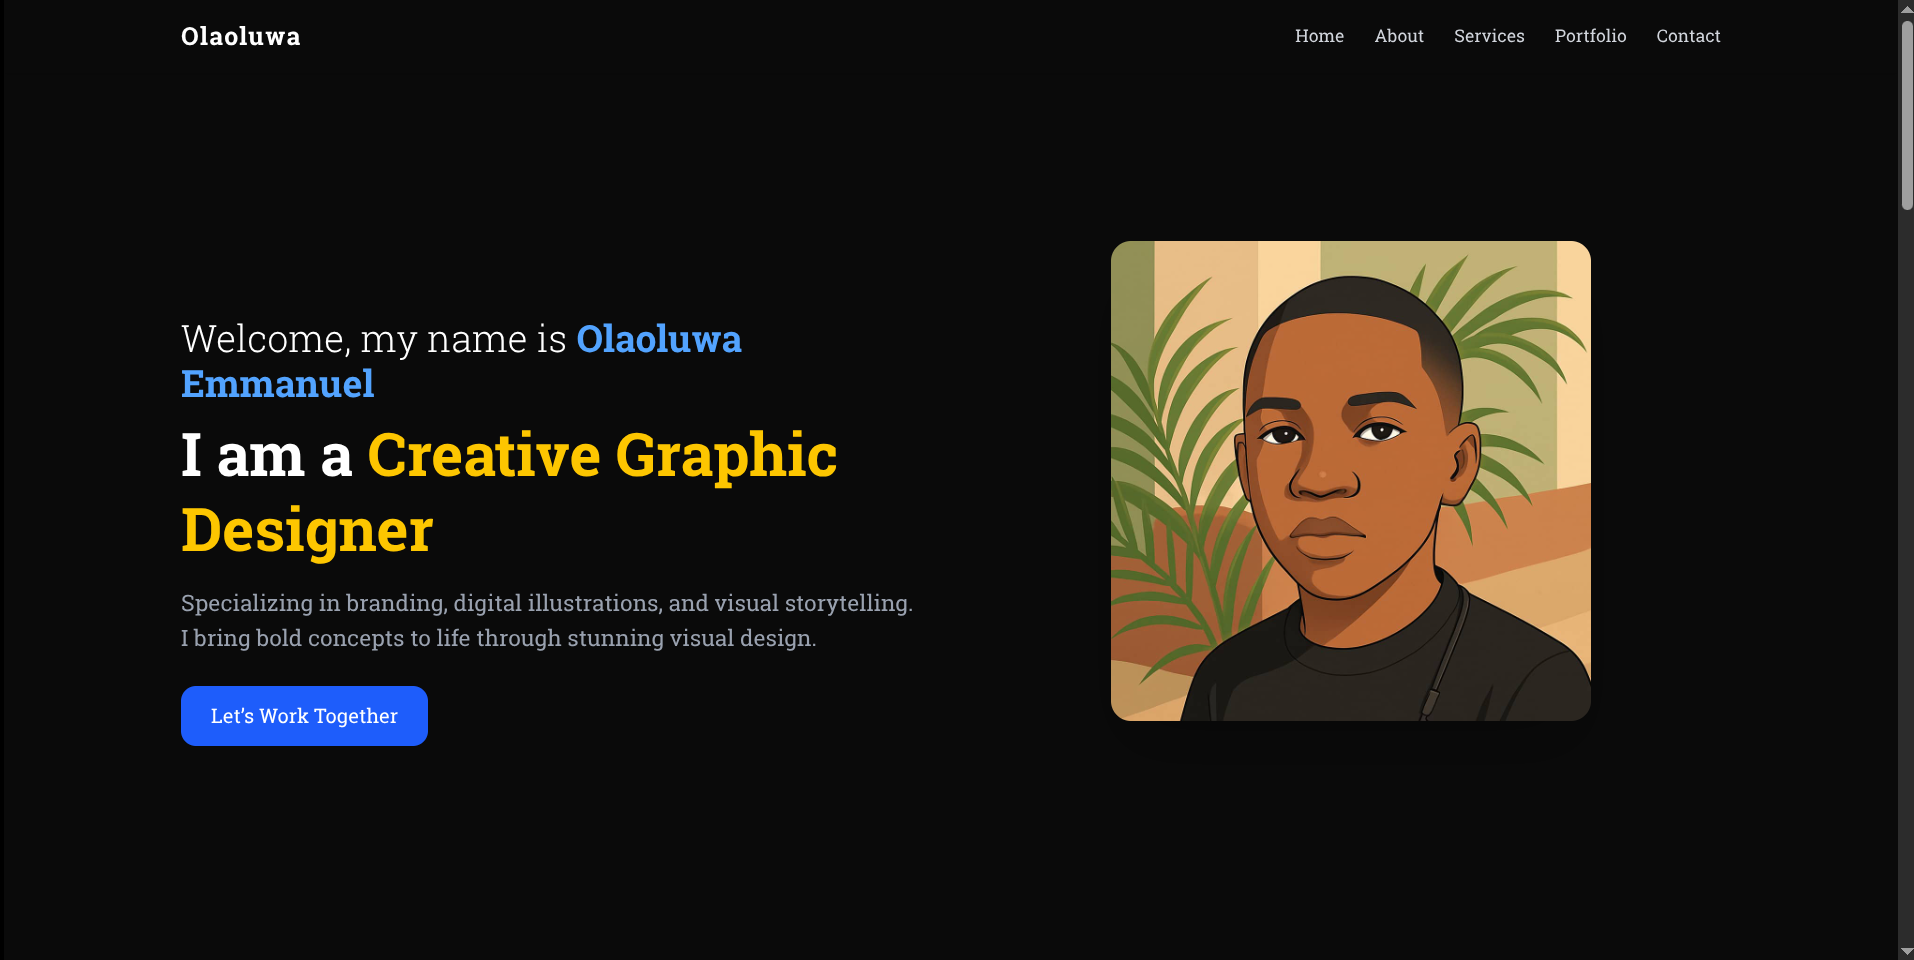 Olaoluwa
Home About Services Portfolio Contact
Welcome, my name is Olaoluwa
Emmanuel
I am a Creative Graphic
Designer
Specializing in branding, digital illustrations, and visual storytelling.
I bring bold concepts to life through stunning visual design.
Let’s Work Together